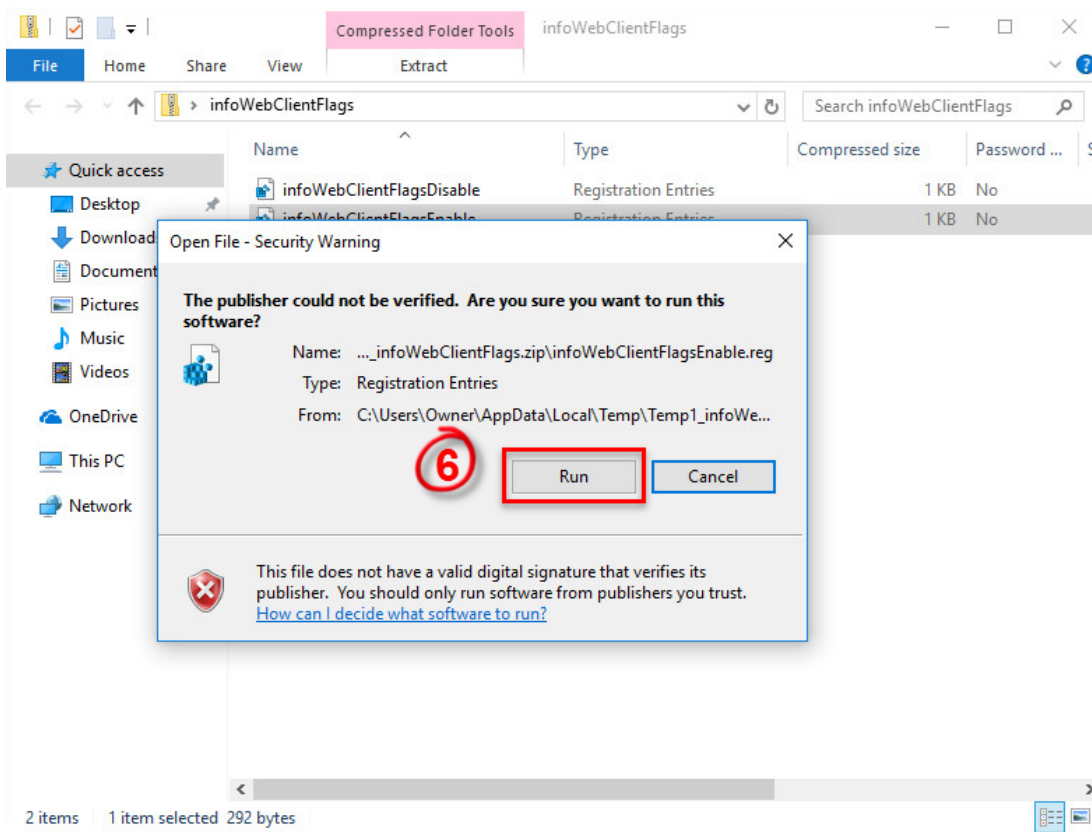 Compressed Folder Tools
infoWebClientFlags
File
Home
Share
View
Extract
infoWebClientFlags
Search infoWebClientFlags
Name
Type
Compressed size
Password ...
Quick access
infoWebClientFlagsDisable
Registration Entries
1 KB
No
Desktop
infoWebClientFlagsEnable
Registration Entries
1 KB
No
Download
Open File - Security Warning
Document
Pictures
Music
Videos
OneDrive
This PC
Network
The publisher could not be verified. Are you sure you want to run this
software?
Name: ..._infoWebClientFlags.zip\infoWebClientFlagsEnable.reg
Type: Registration Entries
From: C:\Users\Owner\AppData\Local\Temp\Temp1_infoWe...
6
Run
Cancel
This file does not have a valid digital signature that verifies its
publisher. You should only run software from publishers you trust.
How can I decide what software to run?
2 items
1 item selected 292 bytes